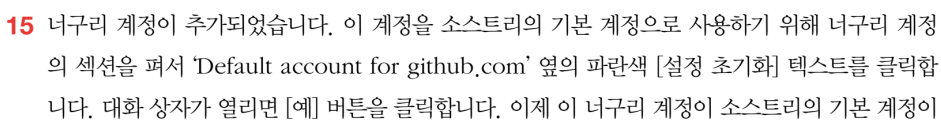 15 너구리 계정이 추가되었습니다. 이 계정을 소스트리의 기본 계정으로 사용하기 위해 너구리 계정
의 섹션을 펴서 ‘Default account for github.com’ 옆의 파란색 [설정 초기화] 텍스트를 클릭합
니다. 대화 상자가 열리면 [예] 버튼을 클릭합니다. 이제 이 너구리 계정이 소스트리의 기본 계정이